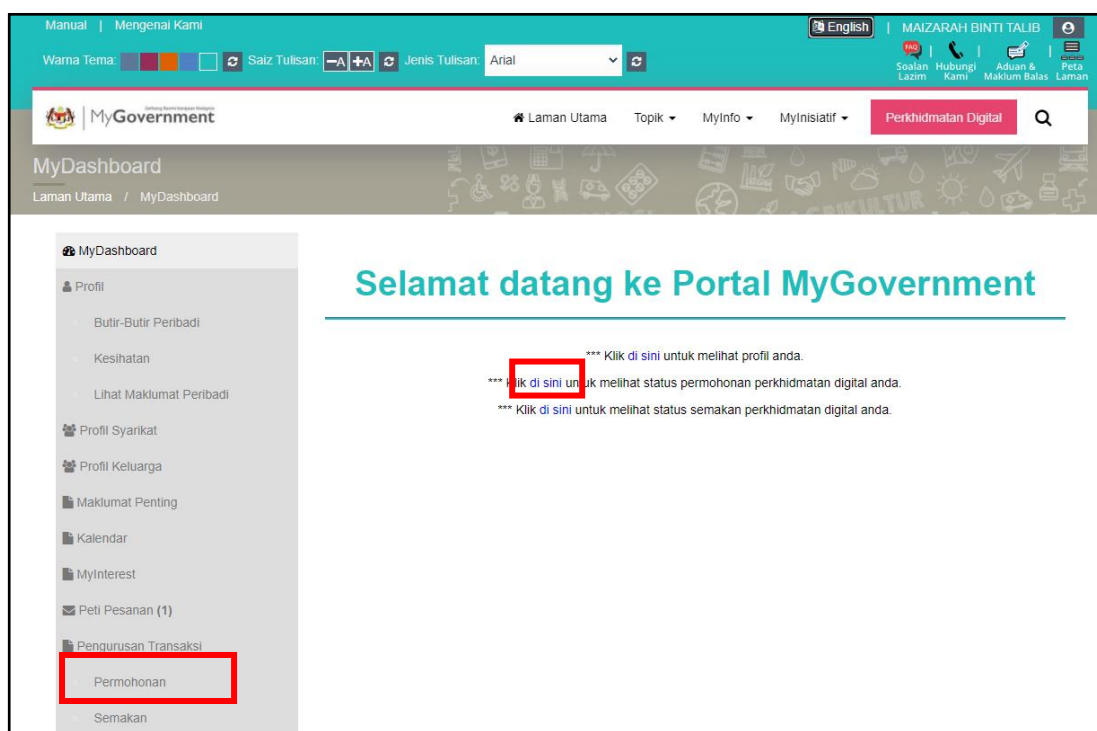 Manual | Mengenai Kami
English | MAIZARAH BINTI TALIB
Warna Tema: Saiz Tulisan: -A +A Jenis Tulisan: Arial
FAQ
Soalan Lazim | Hubungi Kami | Aduan & Maklum Balas | Peta Laman
MyGovernment
Laman Utama Topik MyInfo MyInisiatif Perkhidmatan Digital
MyDashboard
Laman Utama / MyDashboard
AGRIKULTUR
MyDashboard
Profil
Butir-Butir Peribadi
Kesihatan
Lihat Maklumat Peribadi
Profil Syarikat
Profil Keluarga
Maklumat Penting
Kalendar
MyInterest
Peti Pesanan (1)
Pengurusan Transaksi
Permohonan
Semakan
Selamat datang ke Portal MyGovernment
*** Klik di sini untuk melihat profil anda.
*** Klik di sini untuk melihat status permohonan perkhidmatan digital anda.
*** Klik di sini untuk melihat status semakan perkhidmatan digital anda.